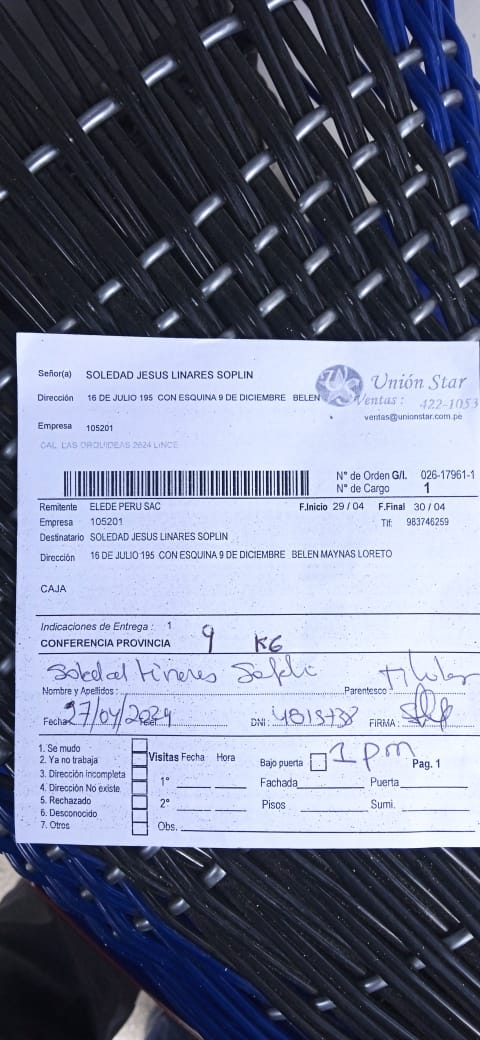 Señor(a) SOLEDAD JESUS LINARES SOPLIN
Dirección 16 DE JULIO 195 CON ESQUINA 9 DE DICIEMBRE BELEN
Unión Star
Ventas: 422-1053
ventas@unionstar.com.pe
Empresa 105201
CAL LAS ORQUIDEAS 2624 LINCE
N° de Orden G/I. 026-17961-1
N° de Cargo 1
Remitente ELEDE PERU SAC F.Inicio 29 / 04 F.Final 30 / 04
Empresa 105201 Tlf: 983746259
Destinatario SOLEDAD JESUS LINARES SOPLIN
Dirección 16 DE JULIO 195 CON ESQUINA 9 DE DICIEMBRE BELEN MAYNAS LORETO
CAJA
Indicaciones de Entrega : 1
CONFERENCIA PROVINCIA 9 KG
Soledad Linares Soplin titular
Nombre y Apellidos : Parentesco :
Fecha 27/04/2024 DNI : FIRMA :
1. Se mudo
2. Ya no trabaja
3. Dirección incompleta
4. Dirección No existe
5. Rechazado
6. Desconocido
7. Otros
Visitas Fecha Hora
1°
2°
Obs.
Bajo puerta 1 pm Pag. 1
Fachada Puerta
Pisos Sumi.